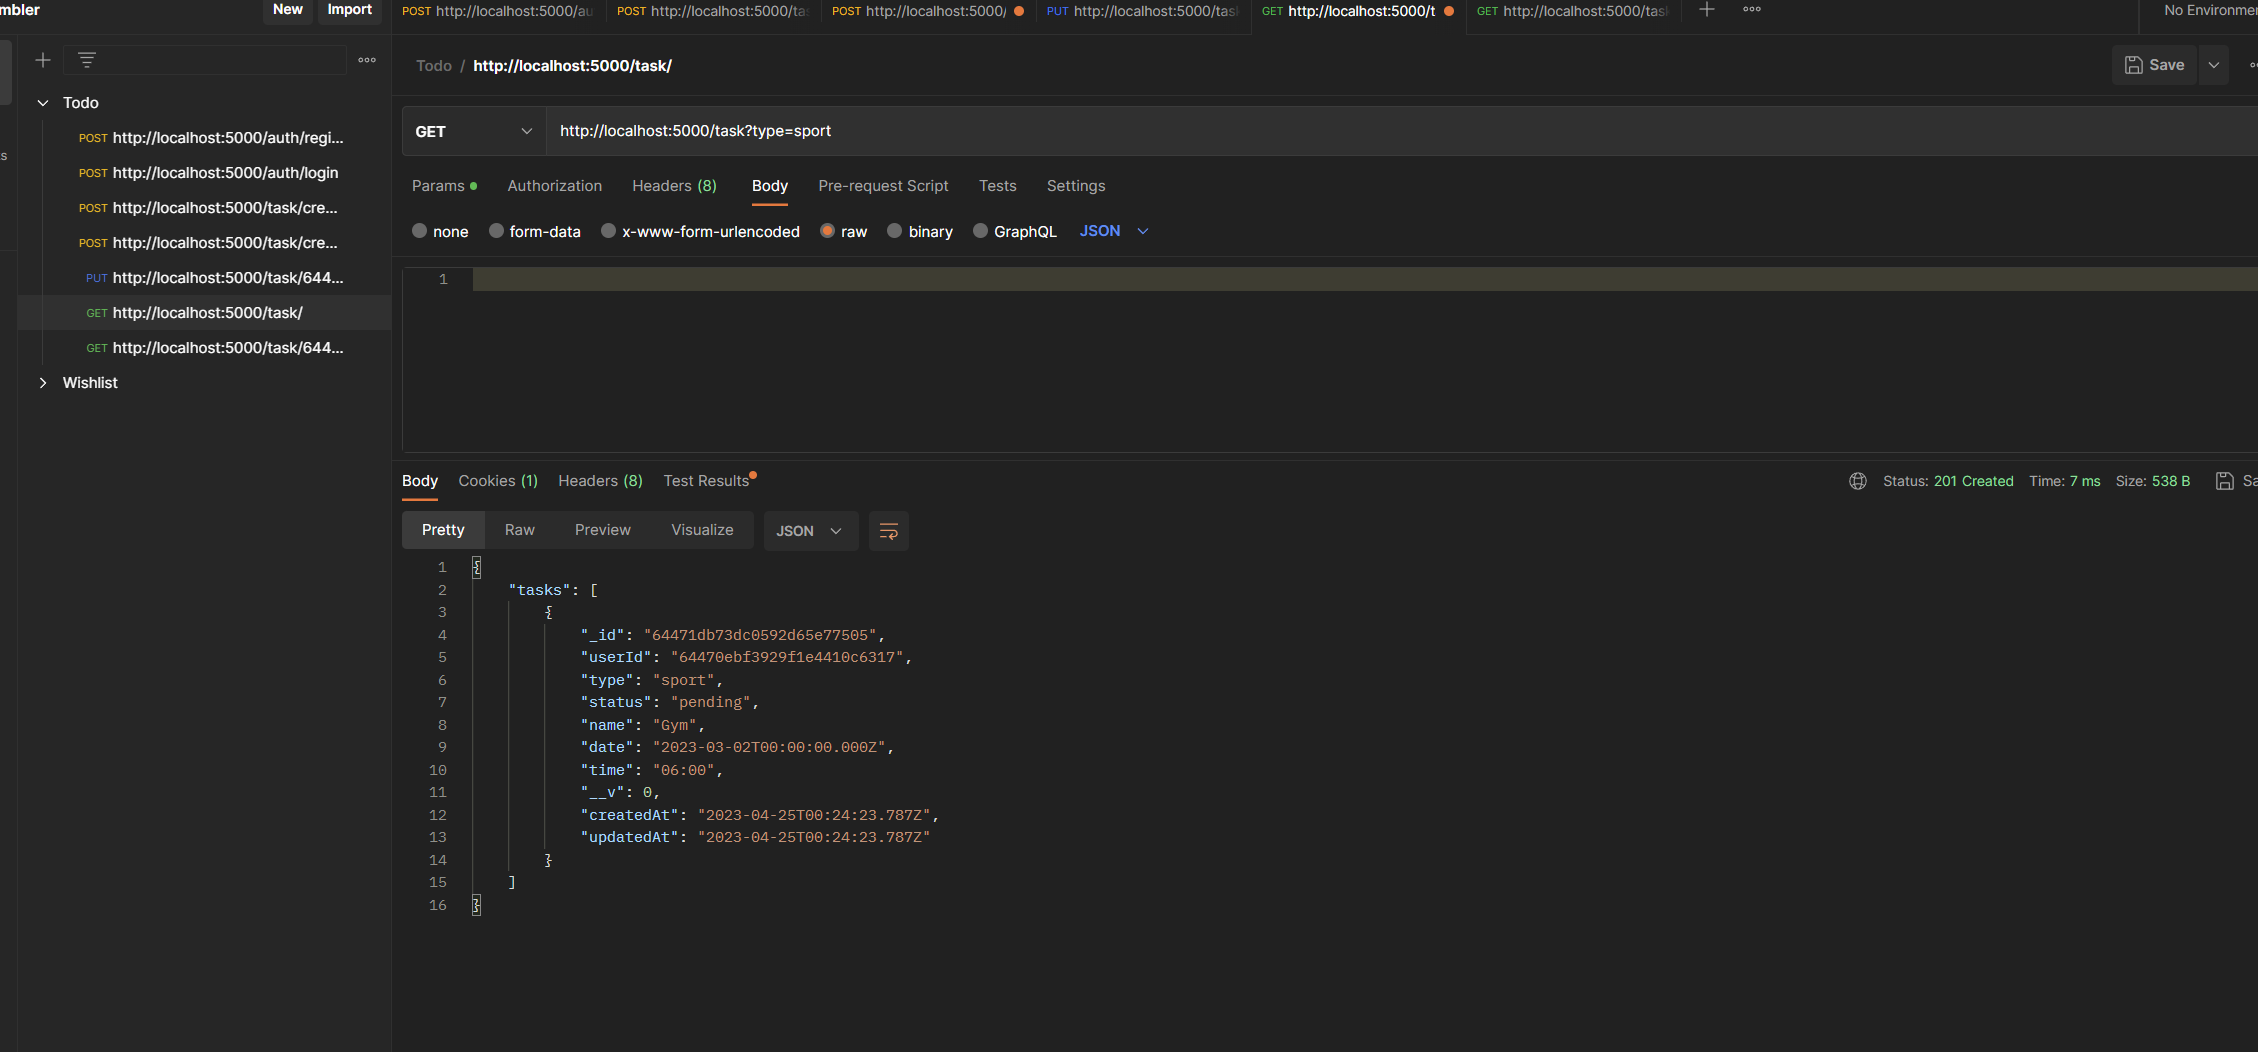 mbler
New
Import
POST http://localhost:5000/au
POST http://localhost:5000/ta
POST http://localhost:5000/
PUT http://localhost:5000/tas
GET http://localhost:5000/t
GET http://localhost:5000/tas
No Environme
Todo / http://localhost:5000/task/
Save
Todo
POST http://localhost:5000/auth/regi...
POST http://localhost:5000/auth/login
POST http://localhost:5000/task/cre...
POST http://localhost:5000/task/cre...
PUT http://localhost:5000/task/644...
GET http://localhost:5000/task/
GET http://localhost:5000/task/644...
Wishlist
s
GET
http://localhost:5000/task?type=sport
Params Authorization Headers (8) Body Pre-request Script Tests Settings
none form-data x-www-form-urlencoded raw binary GraphQL JSON
1
Body Cookies (1) Headers (8) Test Results
Status: 201 Created Time: 7 ms Size: 538 B Sa
Pretty Raw Preview Visualize JSON
1 {
2 "tasks": [
3 {
4 "_id": "64471db73dc0592d65e77505",
5 "userId": "64470ebf3929f1e4410c6317",
6 "type": "sport",
7 "status": "pending",
8 "name": "Gym",
9 "date": "2023-03-02T00:00:00.000Z",
10 "time": "06:00",
11 "__v": 0,
12 "createdAt": "2023-04-25T00:24:23.787Z",
13 "updatedAt": "2023-04-25T00:24:23.787Z"
14 }
15 ]
16 }